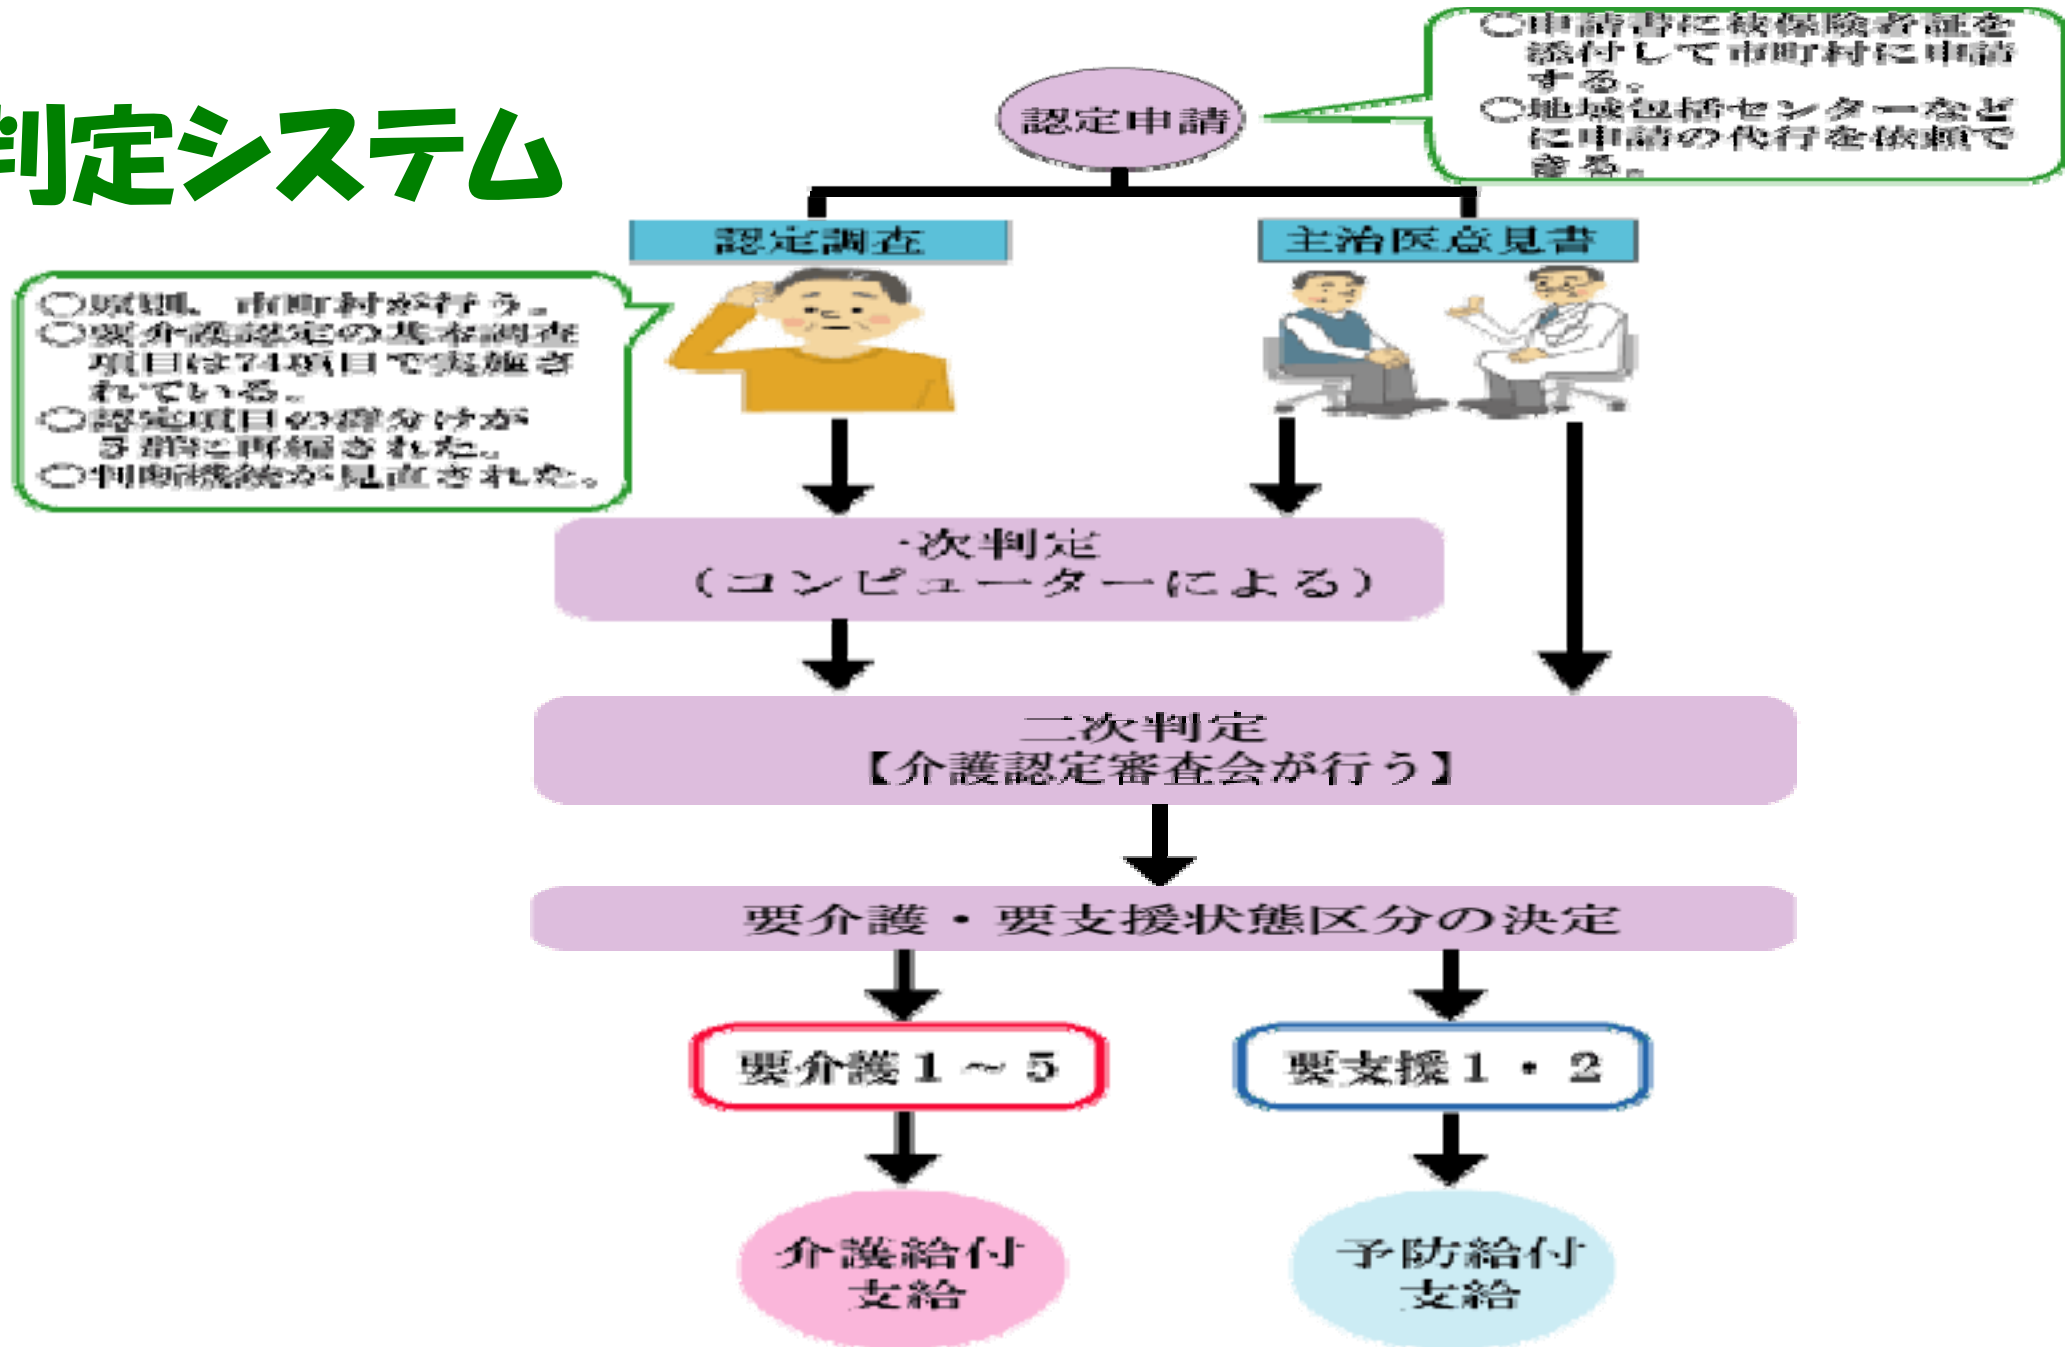 判定システム
認定申請
○申請書に被保険者証を
添付して市町村に申請
する。
○地域包括センターなど
に申請の代行を依頼で
きる。
認定調査
主治医意見書
○原則、市町村が行う。
○要介護認定の基本調査
項目は74項目で実施さ
れている。
○認定項目の群分けが
5群に再編された。
○判断機続が見直された。
一次判定
（コンピューターによる）
二次判定
【介護認定審査会が行う】
要介護・要支援状態区分の決定
要介護１～５
要支援１・２
介護給付
支給
予防給付
支給